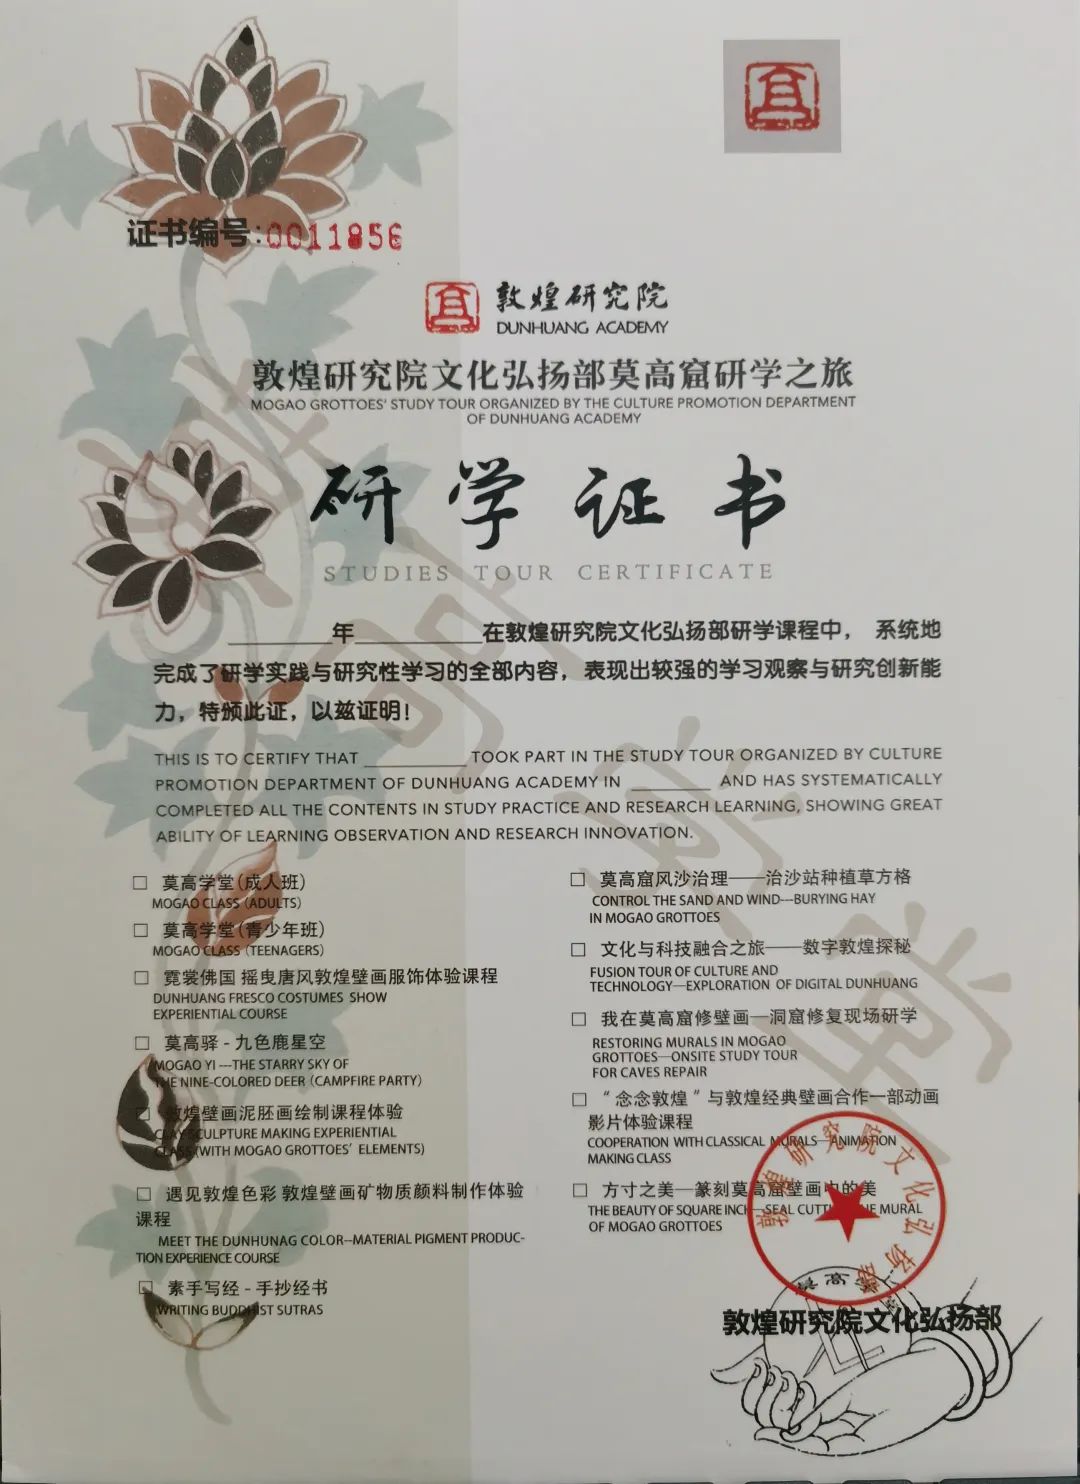 证书编号:0011856
敦煌研究院
DUNHUANG ACADEMY
敦煌研究院文化弘扬部莫高窟研学之旅
MOGAO GROTTOES' STUDY TOUR ORGANIZED BY THE CULTURE PROMOTION DEPARTMENT
OF DUNHUANG ACADEMY
研学证书
STUDIES TOUR CERTIFICATE
年 在敦煌研究院文化弘扬部研学课程中， 系统地
完成了研学实践与研究性学习的全部内容，表现出较强的学习观察与研究创新能
力，特颁此证，以兹证明！
THIS IS TO CERTIFY THAT TOOK PART IN THE STUDY TOUR ORGANIZED BY CULTURE
PROMOTION DEPARTMENT OF DUNHUANG ACADEMY IN AND HAS SYSTEMATICALLY
COMPLETED ALL THE CONTENTS IN STUDY PRACTICE AND RESEARCH LEARNING, SHOWING GREAT
ABILITY OF LEARNING OBSERVATION AND RESEARCH INNOVATION.
莫高学堂（成人班）
MOGAO CLASS (ADULTS)
莫高学堂（青少年班）
MOGAO CLASS (TEENAGERS)
霓裳佛国 摇曳唐风敦煌壁画服饰体验课程
DUNHUANG FRESCO COSTUMES SHOW
EXPERIENTIAL COURSE
莫高驿 - 九色鹿星空
MOGAO YI ---THE STARRY SKY OF
THE NINE-COLORED DEER (CAMPFIRE PARTY)
敦煌壁画泥胚画绘制课程体验
CLAY SCULPTURE MAKING EXPERIENTIAL
CLASS(WITH MOGAO GROTTOES' ELEMENTS)
遇见敦煌色彩 敦煌壁画矿物质颜料制作体验
课程
MEET THE DUNHUNAG COLOR--MATERIAL PIGMENT PRODUC-
TION EXPERIENCE COURSE
素手写经 - 手抄经书
WRITING BUDDHIST SUTRAS
莫高窟风沙治理——治沙站种植草方格
CONTROL THE SAND AND WIND---BURYING HAY
IN MOGAO GROTTOES
文化与科技融合之旅——数字敦煌探秘
FUSION TOUR OF CULTURE AND
TECHNOLOGY—EXPLORATION OF DIGITAL DUNHUANG
我在莫高窟修壁画—洞窟修复现场研学
RESTORING MURALS IN MOGAO
GROTTOES—ONSITE STUDY TOUR
FOR CAVES REPAIR
“念念敦煌”与敦煌经典壁画合作一部动画
影片体验课程
COOPERATION WITH CLASSICAL MURALS—ANIMATION
MAKING CLASS
方寸之美—篆刻莫高窟壁画中的美
THE BEAUTY OF SQUARE INCH—SEAL CUTTING THE MURAL
OF MOGAO GROTTOES
敦煌研究院文化弘扬部
敦煌研究院文化弘扬部
莫高学堂